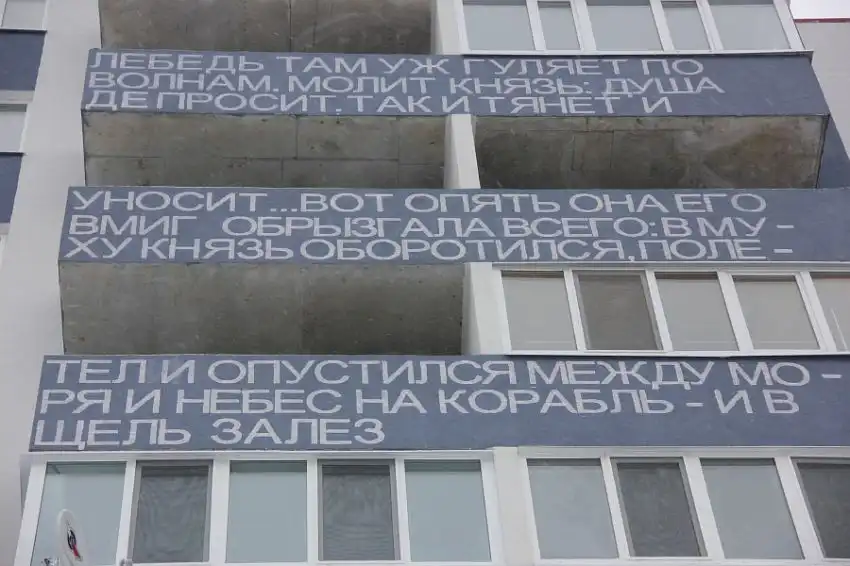 ЛЕБЕДЬ ТАМ УЖ ГУЛЯЕТ ПО
ВОЛНАМ. МОЛИТ КНЯЗЬ: ДУША
ДЕ ПРОСИТ, ТАК И ТЯНЕТ И
УНОСИТ...ВОТ ОПЯТЬ ОНА ЕГО
ВМИГ ОБРЫЗГАЛА ВСЕГО: В МУ -
ХУ КНЯЗЬ ОБОРОТИЛСЯ, ПОЛЕ -
ТЕЛ И ОПУСТИЛСЯ МЕЖДУ МО -
РЯ И НЕБЕС НА КОРАБЛЬ - И В
ЩЕЛЬ ЗАЛЕЗ